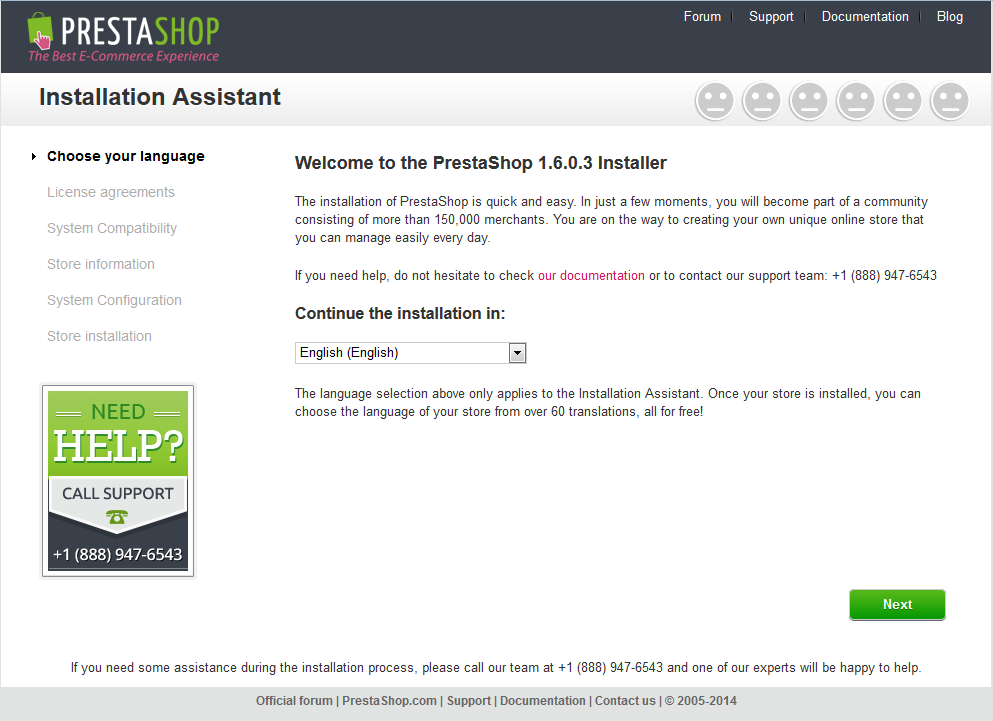 PRESTASHOP
The Best E-Commerce Experience
Forum Support Documentation Blog
Installation Assistant
Choose your language
License agreements
System Compatibility
Store information
System Configuration
Store installation
NEED
HELP?
CALL SUPPORT
+1 (888) 947-6543
Welcome to the PrestaShop 1.6.0.3 Installer
The installation of PrestaShop is quick and easy. In just a few moments, you will become part of a community
consisting of more than 150,000 merchants. You are on the way to creating your own unique online store that
you can manage easily every day.
If you need help, do not hesitate to check our documentation or to contact our support team: +1 (888) 947-6543
Continue the installation in:
English (English)
The language selection above only applies to the Installation Assistant. Once your store is installed, you can
choose the language of your store from over 60 translations, all for free!
Next
If you need some assistance during the installation process, please call our team at +1 (888) 947-6543 and one of our experts will be happy to help.
Official forum | PrestaShop.com | Support | Documentation | Contact us | © 2005-2014